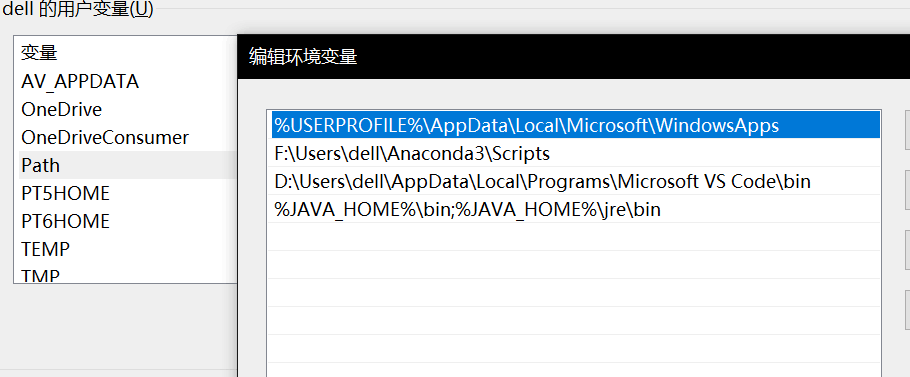 dell 的用户变量(U)
变量
AV_APPDATA
OneDrive
OneDriveConsumer
Path
PT5HOME
PT6HOME
TEMP
TMP
编辑环境变量
%USERPROFILE%\AppData\Local\Microsoft\WindowsApps
F:\Users\dell\Anaconda3\Scripts
D:\Users\dell\AppData\Local\Programs\Microsoft VS Code\bin
%JAVA_HOME%\bin;%JAVA_HOME%\jre\bin